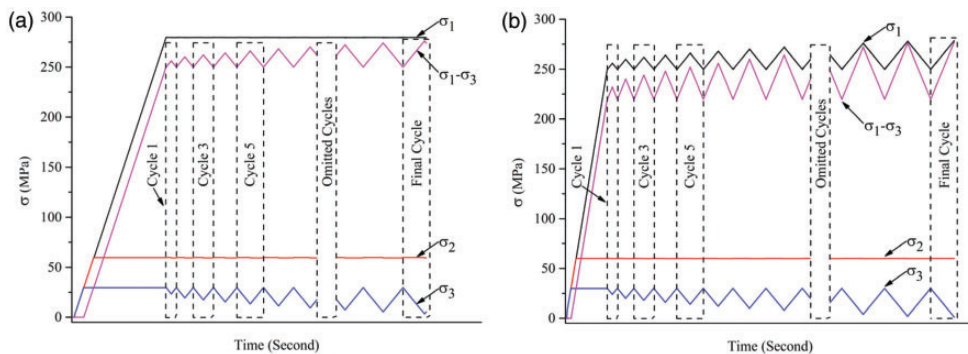 (a)
300
250
200
150
100
50
0
σ (MPa)
Time (Second)
σ₁
σ₁-σ₃
σ₂
σ₃
Cycle 1
Cycle 3
Cycle 5
Omitted Cycles
Final Cycle
(b)
300
250
200
150
100
50
0
σ (MPa)
Time (Second)
σ₁
σ₁-σ₃
σ₂
σ₃
Cycle 1
Cycle 3
Cycle 5
Omitted Cycles
Final Cycle